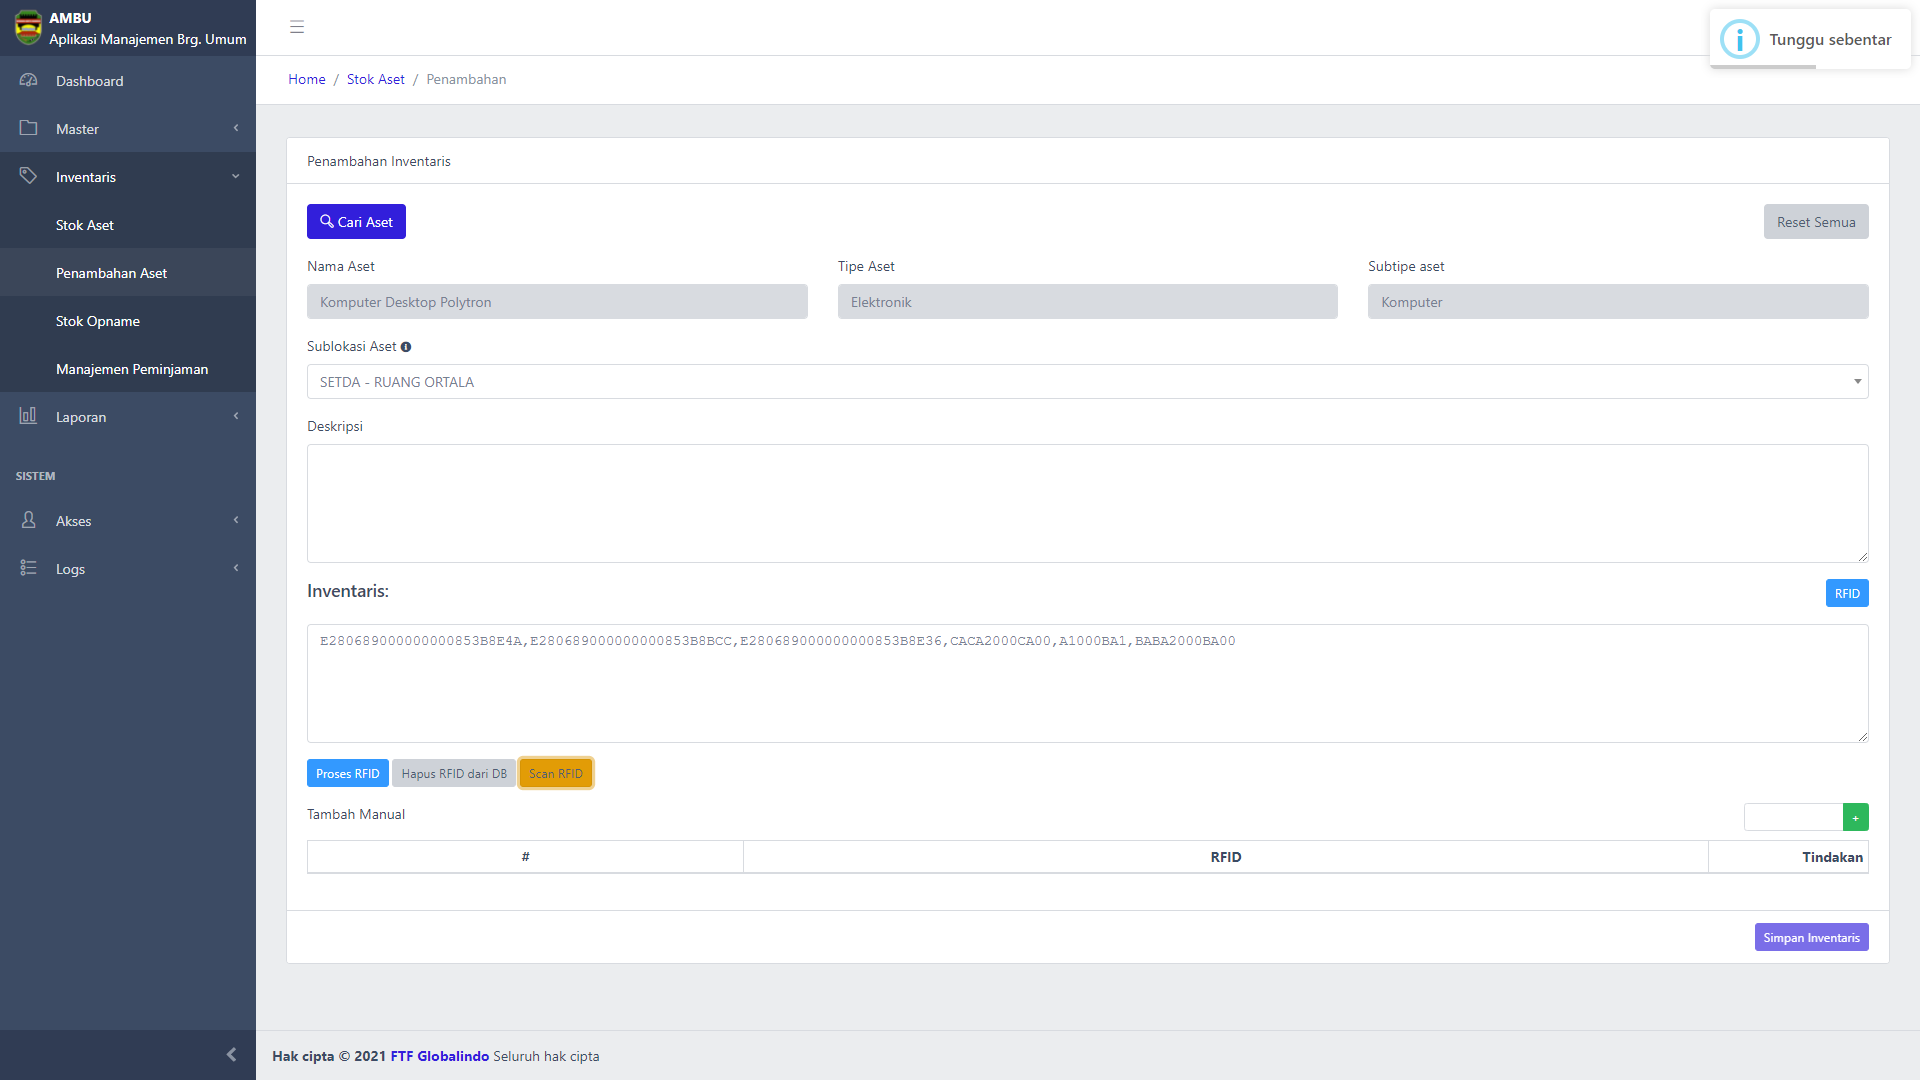 AMBU
Aplikasi Manajemen Brg. Umum
Tunggu sebentar
Dashboard
Master
Inventaris
Stok Aset
Penambahan Aset
Stok Opname
Manajemen Peminjaman
Laporan
SISTEM
Akses
Logs
Home / Stok Aset / Penambahan
Penambahan Inventaris
Cari Aset
Reset Semua
Nama Aset
Tipe Aset
Subtipe aset
Komputer Desktop Polytron
Elektronik
Komputer
Sublokasi Aset
SETDA - RUANG ORTALA
Deskripsi
Inventaris:
RFID
E280689000000000853B8E4A,E280689000000000853B8BCC,E280689000000000853B8E36,CACA2000CA00,A1000BA1,BABA2000BA00
Proses RFID
Hapus RFID dari DB
Scan RFID
Tambah Manual
+
# RFID Tindakan
Simpan Inventaris
Hak cipta © 2021 FTF Globalindo Seluruh hak cipta